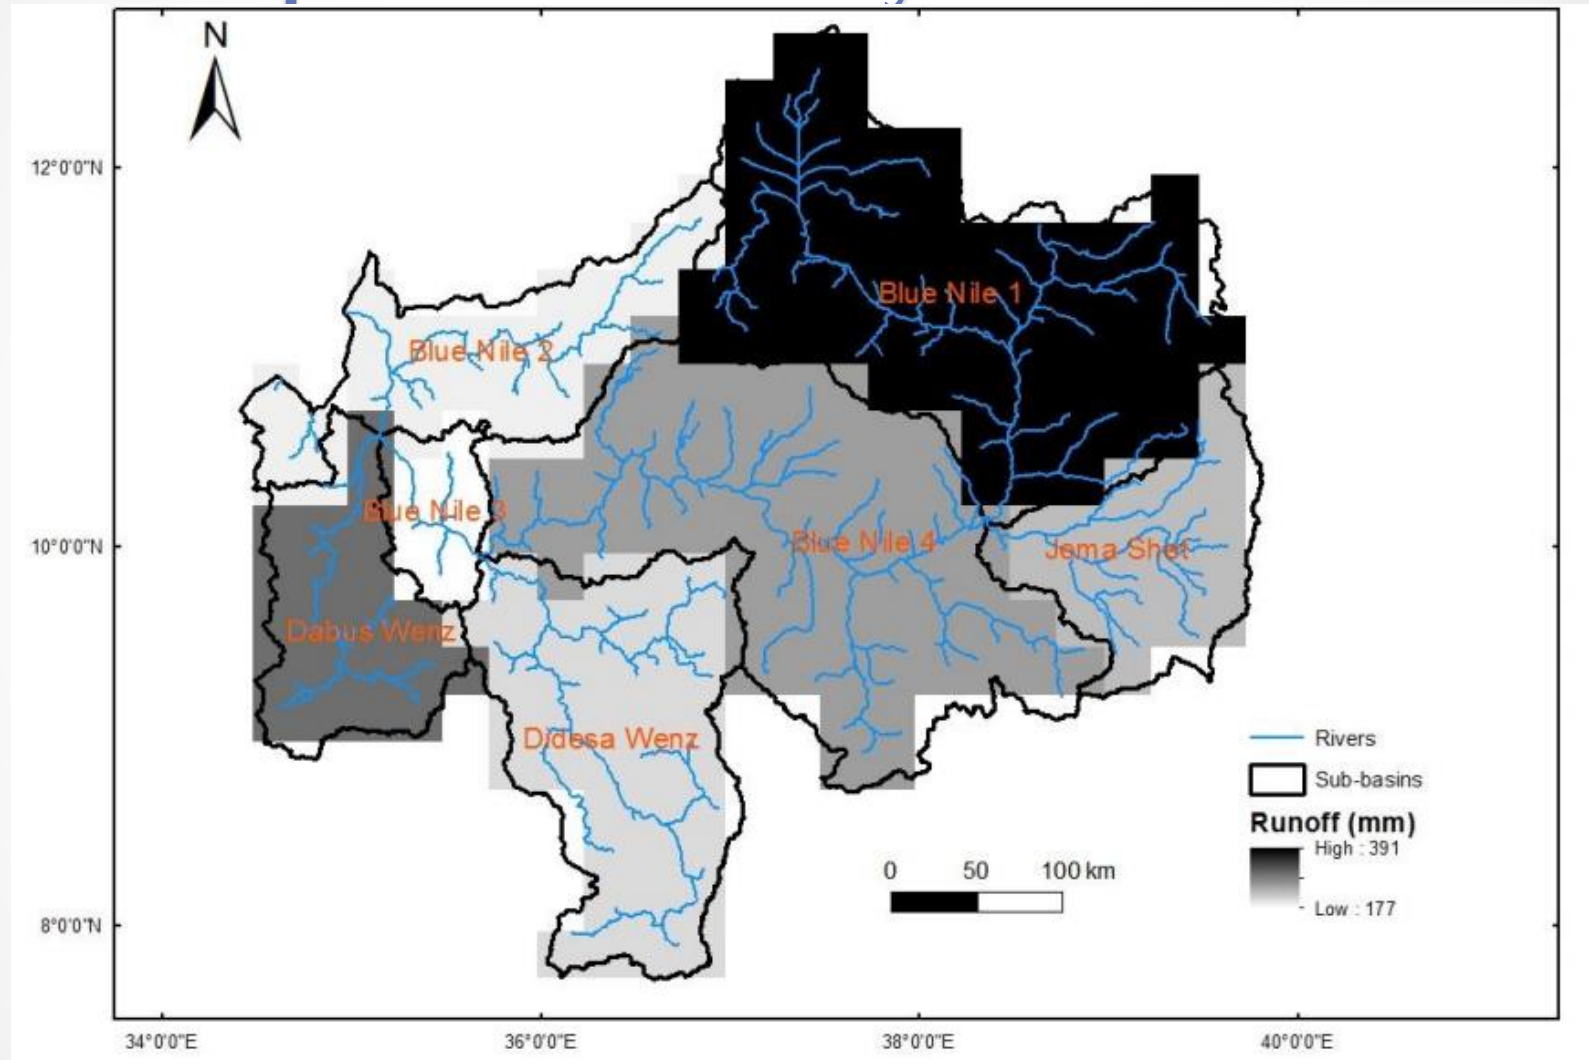 N
12°0'0"N
Blue Nile 1
Blue Nile 2
Blue Nile 3
10°0'0"N
Blue Nile 4
Jema Shet
Dabus Wenz
Didesa Wenz
Rivers
Sub-basins
Runoff (mm)
High : 391
Low : 177
0 50 100 km
8°0'0"N
34°0'0"E 36°0'0"E 38°0'0"E 40°0'0"E